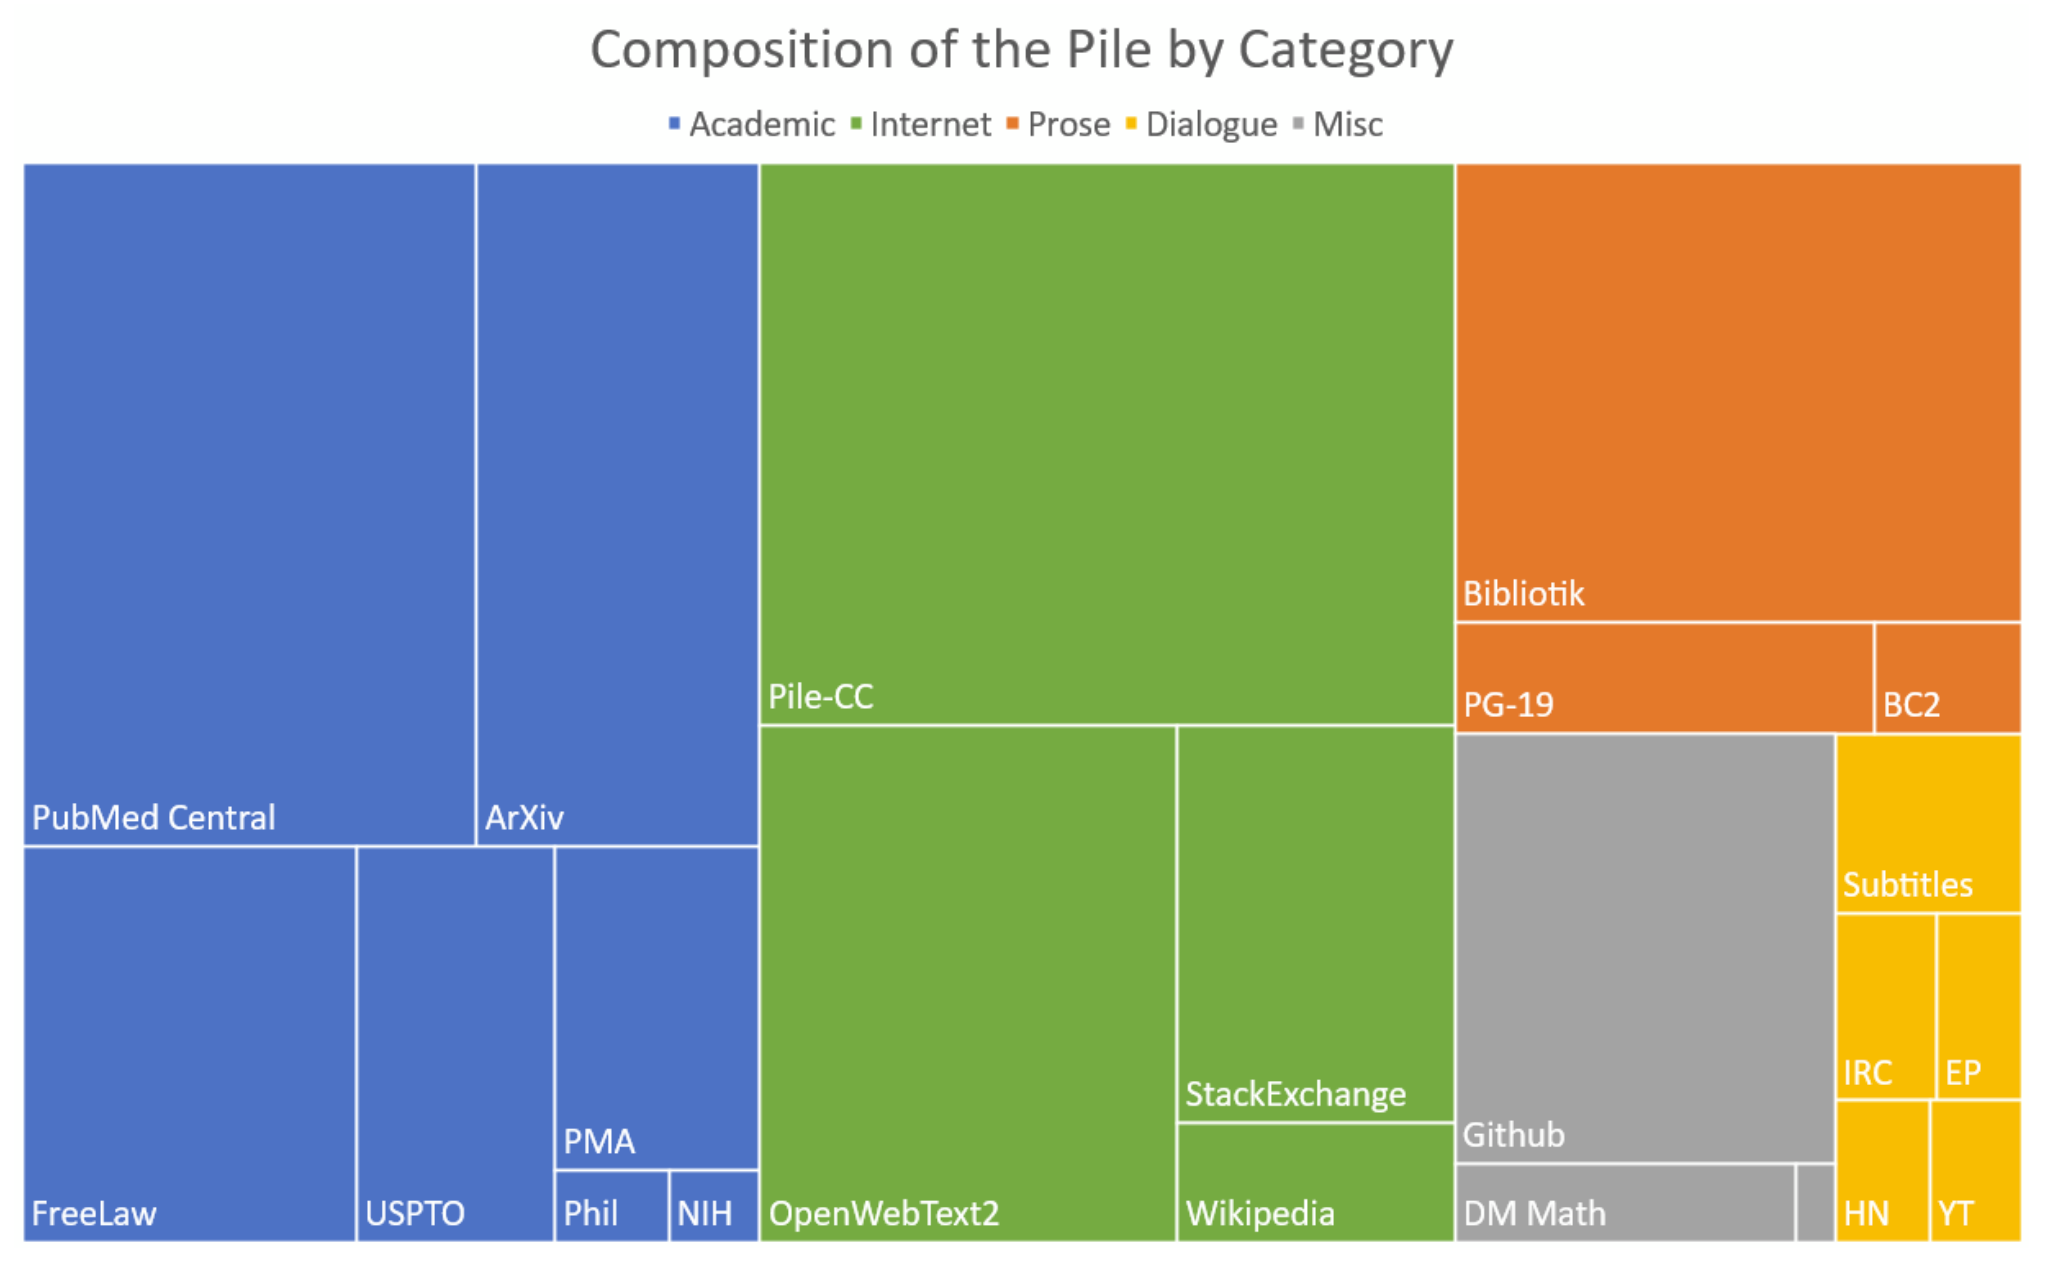 Composition of the Pile by Category
Academic Internet Prose Dialogue Misc
PubMed Central
ArXiv
FreeLaw
USPTO
PMA
Phil
NIH
Pile-CC
OpenWebText2
StackExchange
Wikipedia
Bibliotik
PG-19
BC2
Github
DM Math
Subtitles
IRC
EP
HN
YT